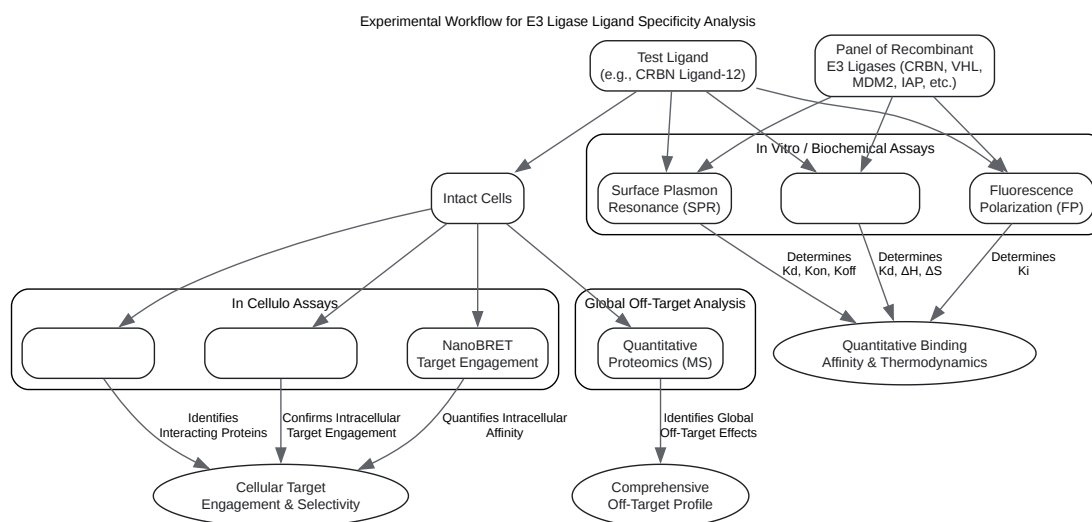 Experimental Workflow for E3 Ligase Ligand Specificity Analysis
Test Ligand
(e.g., CRBN Ligand-12)
Panel of Recombinant
E3 Ligases (CRBN, VHL,
MDM2, IAP, etc.)
In Vitro / Biochemical Assays
Intact Cells
Surface Plasmon
Resonance (SPR)
Fluorescence
Polarization (FP)
Determines
Kd, Kon, Koff
Determines
Kd, ΔH, ΔS
Determines
Ki
In Cellulo Assays
Global Off-Target Analysis
NanoBRET
Target Engagement
Quantitative
Proteomics (MS)
Quantitative Binding
Affinity & Thermodynamics
Identifies
Interacting Proteins
Confirms Intracellular
Target Engagement
Quantifies Intracellular
Affinity
Identifies Global
Off-Target Effects
Cellular Target
Engagement & Selectivity
Comprehensive
Off-Target Profile